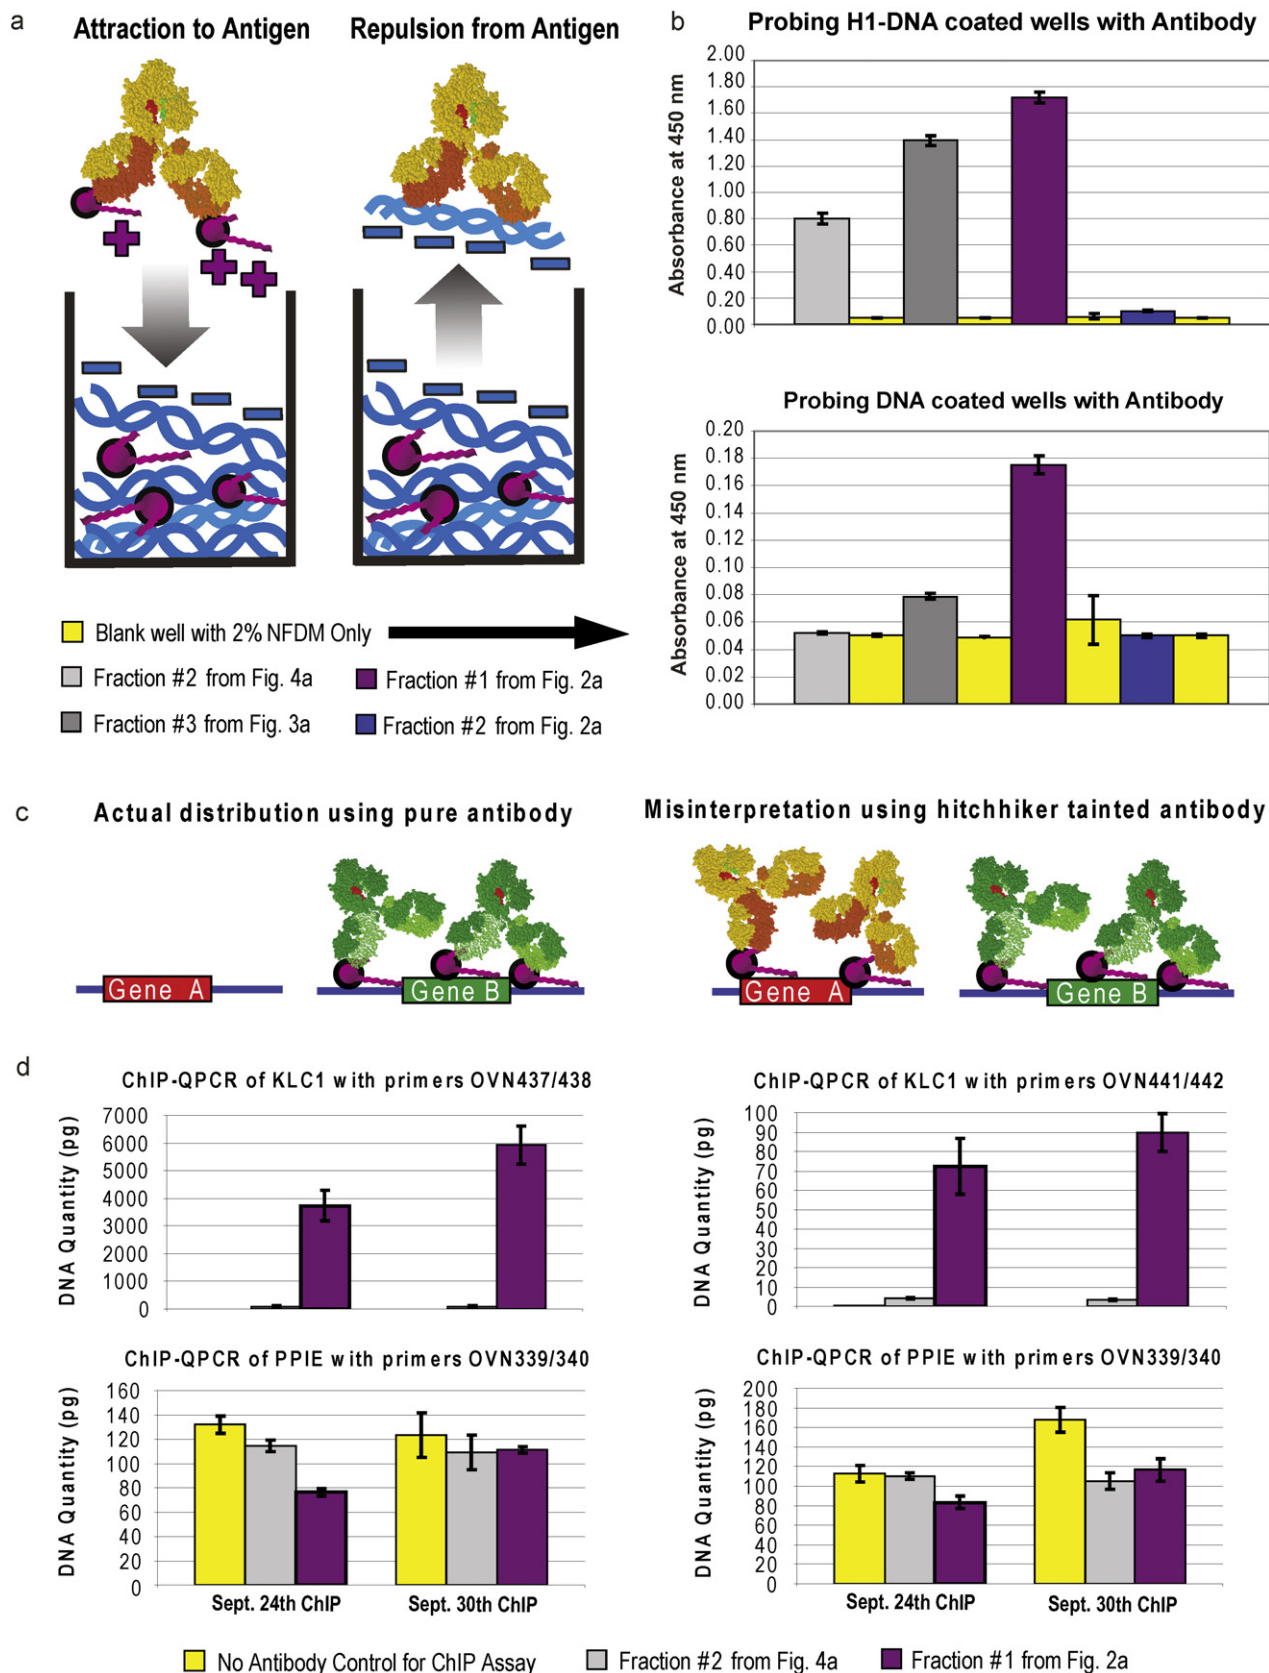 a
Attraction to Antigen
Repulsion from Antigen
Blank well with 2% NFDM Only
Fraction #2 from Fig. 4a
Fraction #1 from Fig. 2a
Fraction #3 from Fig. 3a
Fraction #2 from Fig. 2a
b
Probing H1-DNA coated wells with Antibody
Absorbance at 450 nm
2.00
1.80
1.60
1.40
1.20
1.00
0.80
0.60
0.40
0.20
0.00
Probing DNA coated wells with Antibody
Absorbance at 450 nm
0.20
0.18
0.16
0.14
0.12
0.10
0.08
0.06
0.04
0.02
0.00
c
Actual distribution using pure antibody
Misinterpretation using hitchhiker tainted antibody
Gene A
Gene B
Gene A
Gene B
d
ChIP-QPCR of KLC1 with primers OVN437/438
DNA Quantity (pg)
7000
6000
5000
4000
3000
2000
1000
0
ChIP-QPCR of KLC1 with primers OVN441/442
DNA Quantity (pg)
100
90
80
70
60
50
40
30
20
10
0
ChIP-QPCR of PPIE with primers OVN339/340
DNA Quantity (pg)
160
140
120
100
80
60
40
20
0
Sept. 24th ChIP
Sept. 30th ChIP
ChIP-QPCR of PPIE with primers OVN339/340
DNA Quantity (pg)
200
180
160
140
120
100
80
60
40
20
0
Sept. 24th ChIP
Sept. 30th ChIP
No Antibody Control for ChIP Assay
Fraction #2 from Fig. 4a
Fraction #1 from Fig. 2a